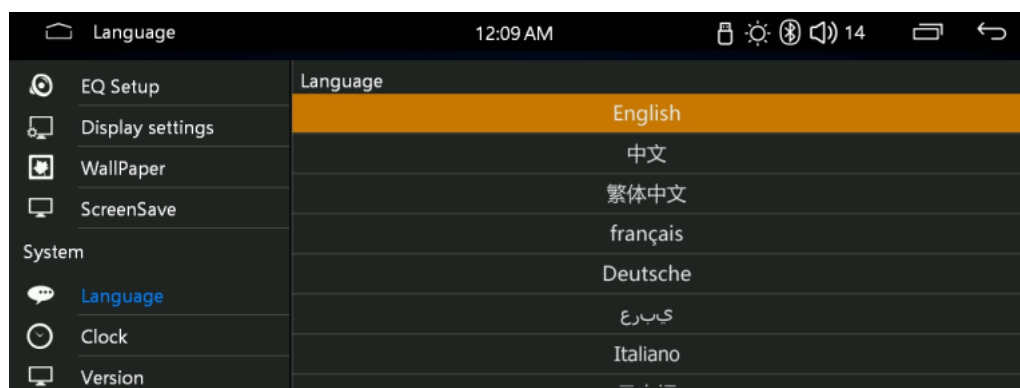 Language
12:09 AM
14
EQ Setup
Display settings
WallPaper
ScreenSave
System
Language
Clock
Version
Language
English
中文
繁体中文
français
Deutsche
يبرع
Italiano